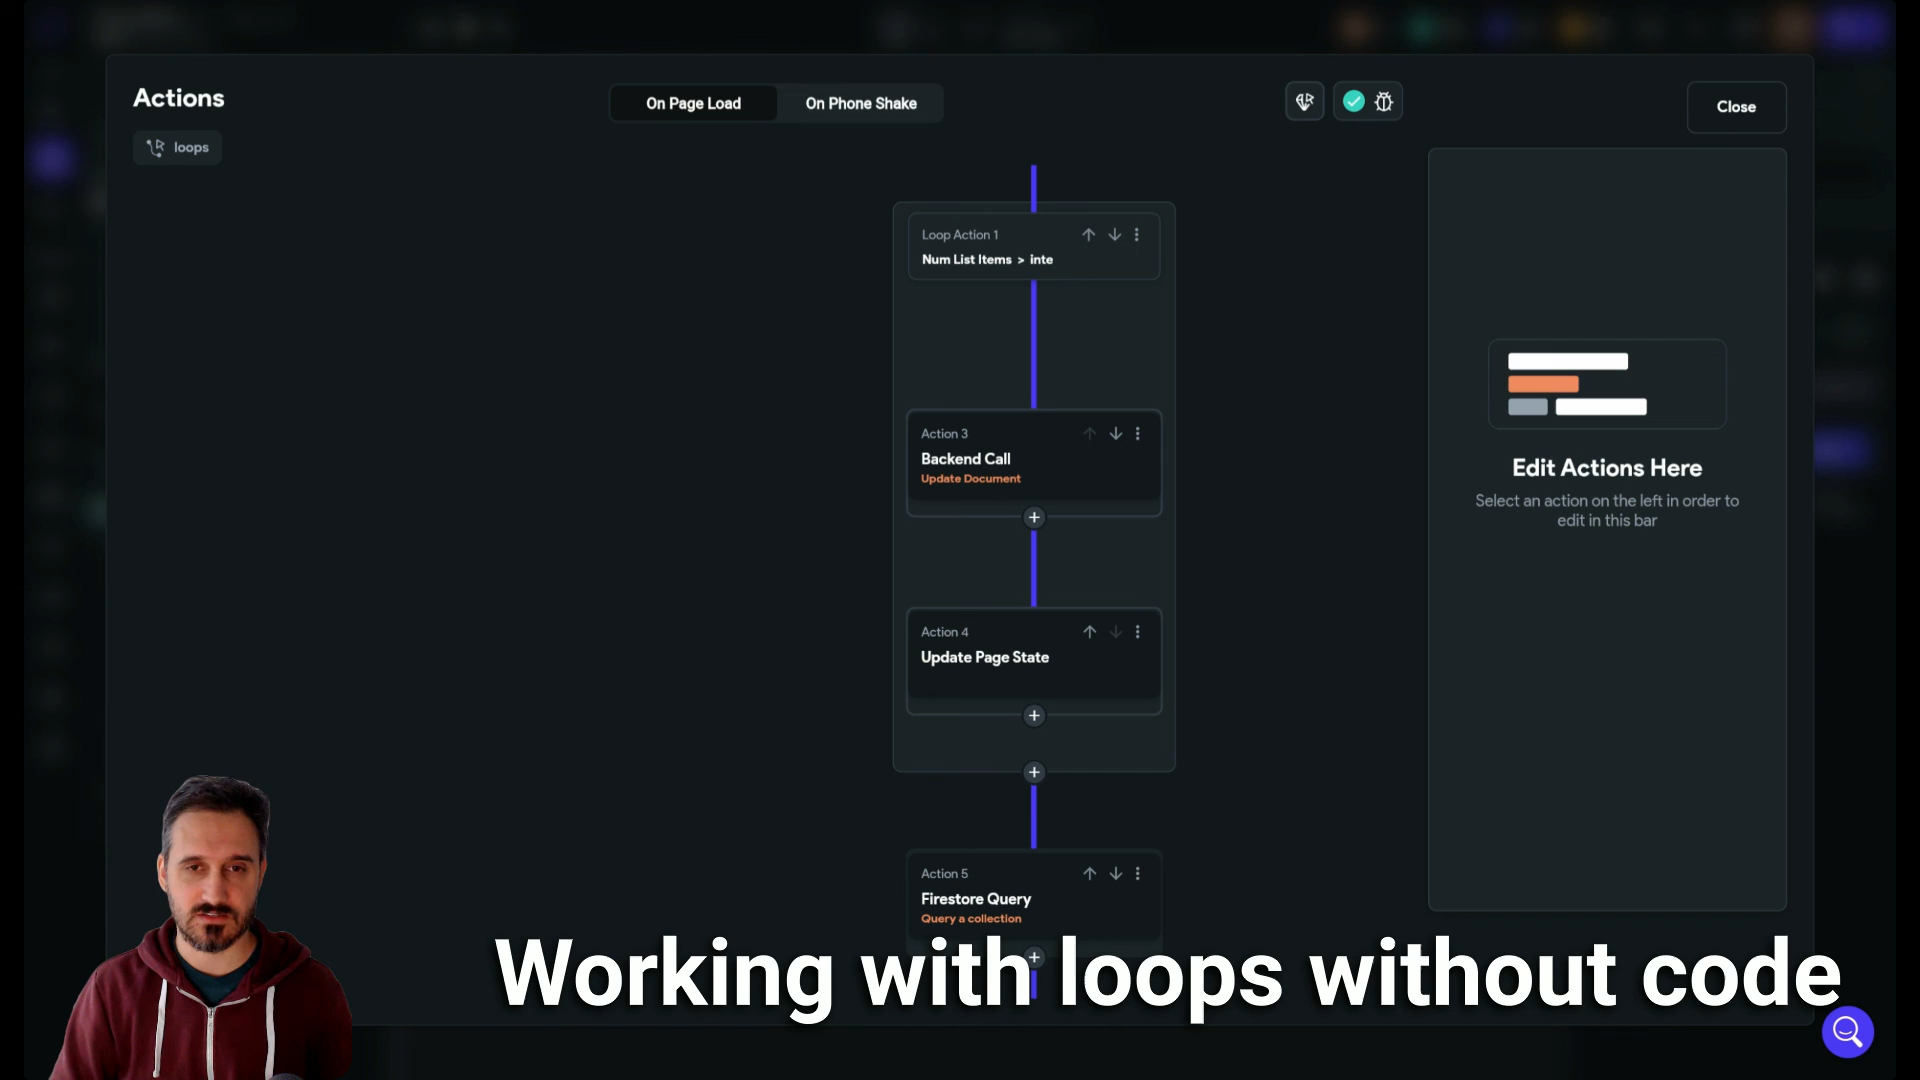 Actions
On Page Load
On Phone Shake
Close
loops
Loop Action 1
Num List Items > inte
Action 3
Backend Call
Update Document
Action 4
Update Page State
Action 5
Firestore Query
Query a collection
Edit Actions Here
Select an action on the left in order to
edit in this bar
Working with loops without code